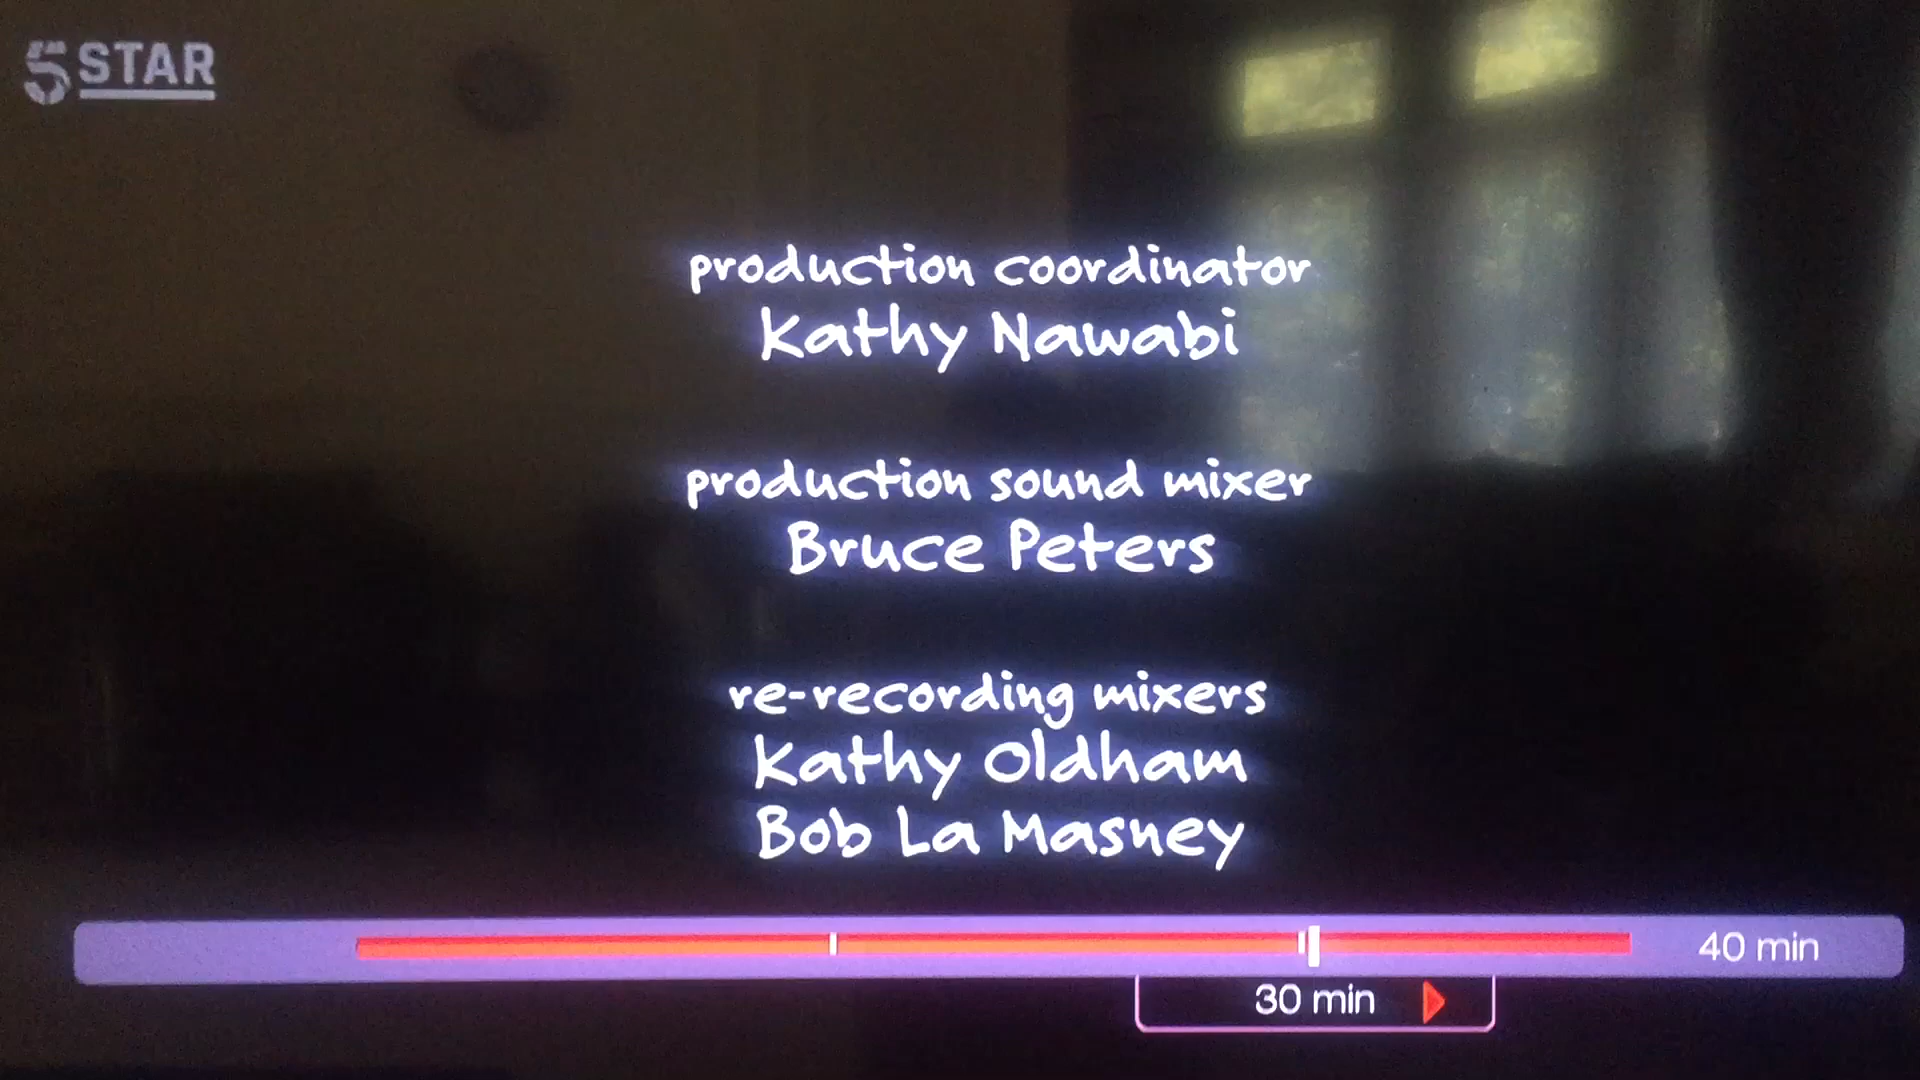 5STAR
production coordinator
Kathy Nawabi
production sound mixer
Bruce Peters
re-recording mixers
Kathy Oldham
Bob La Masney
40 min
30 min